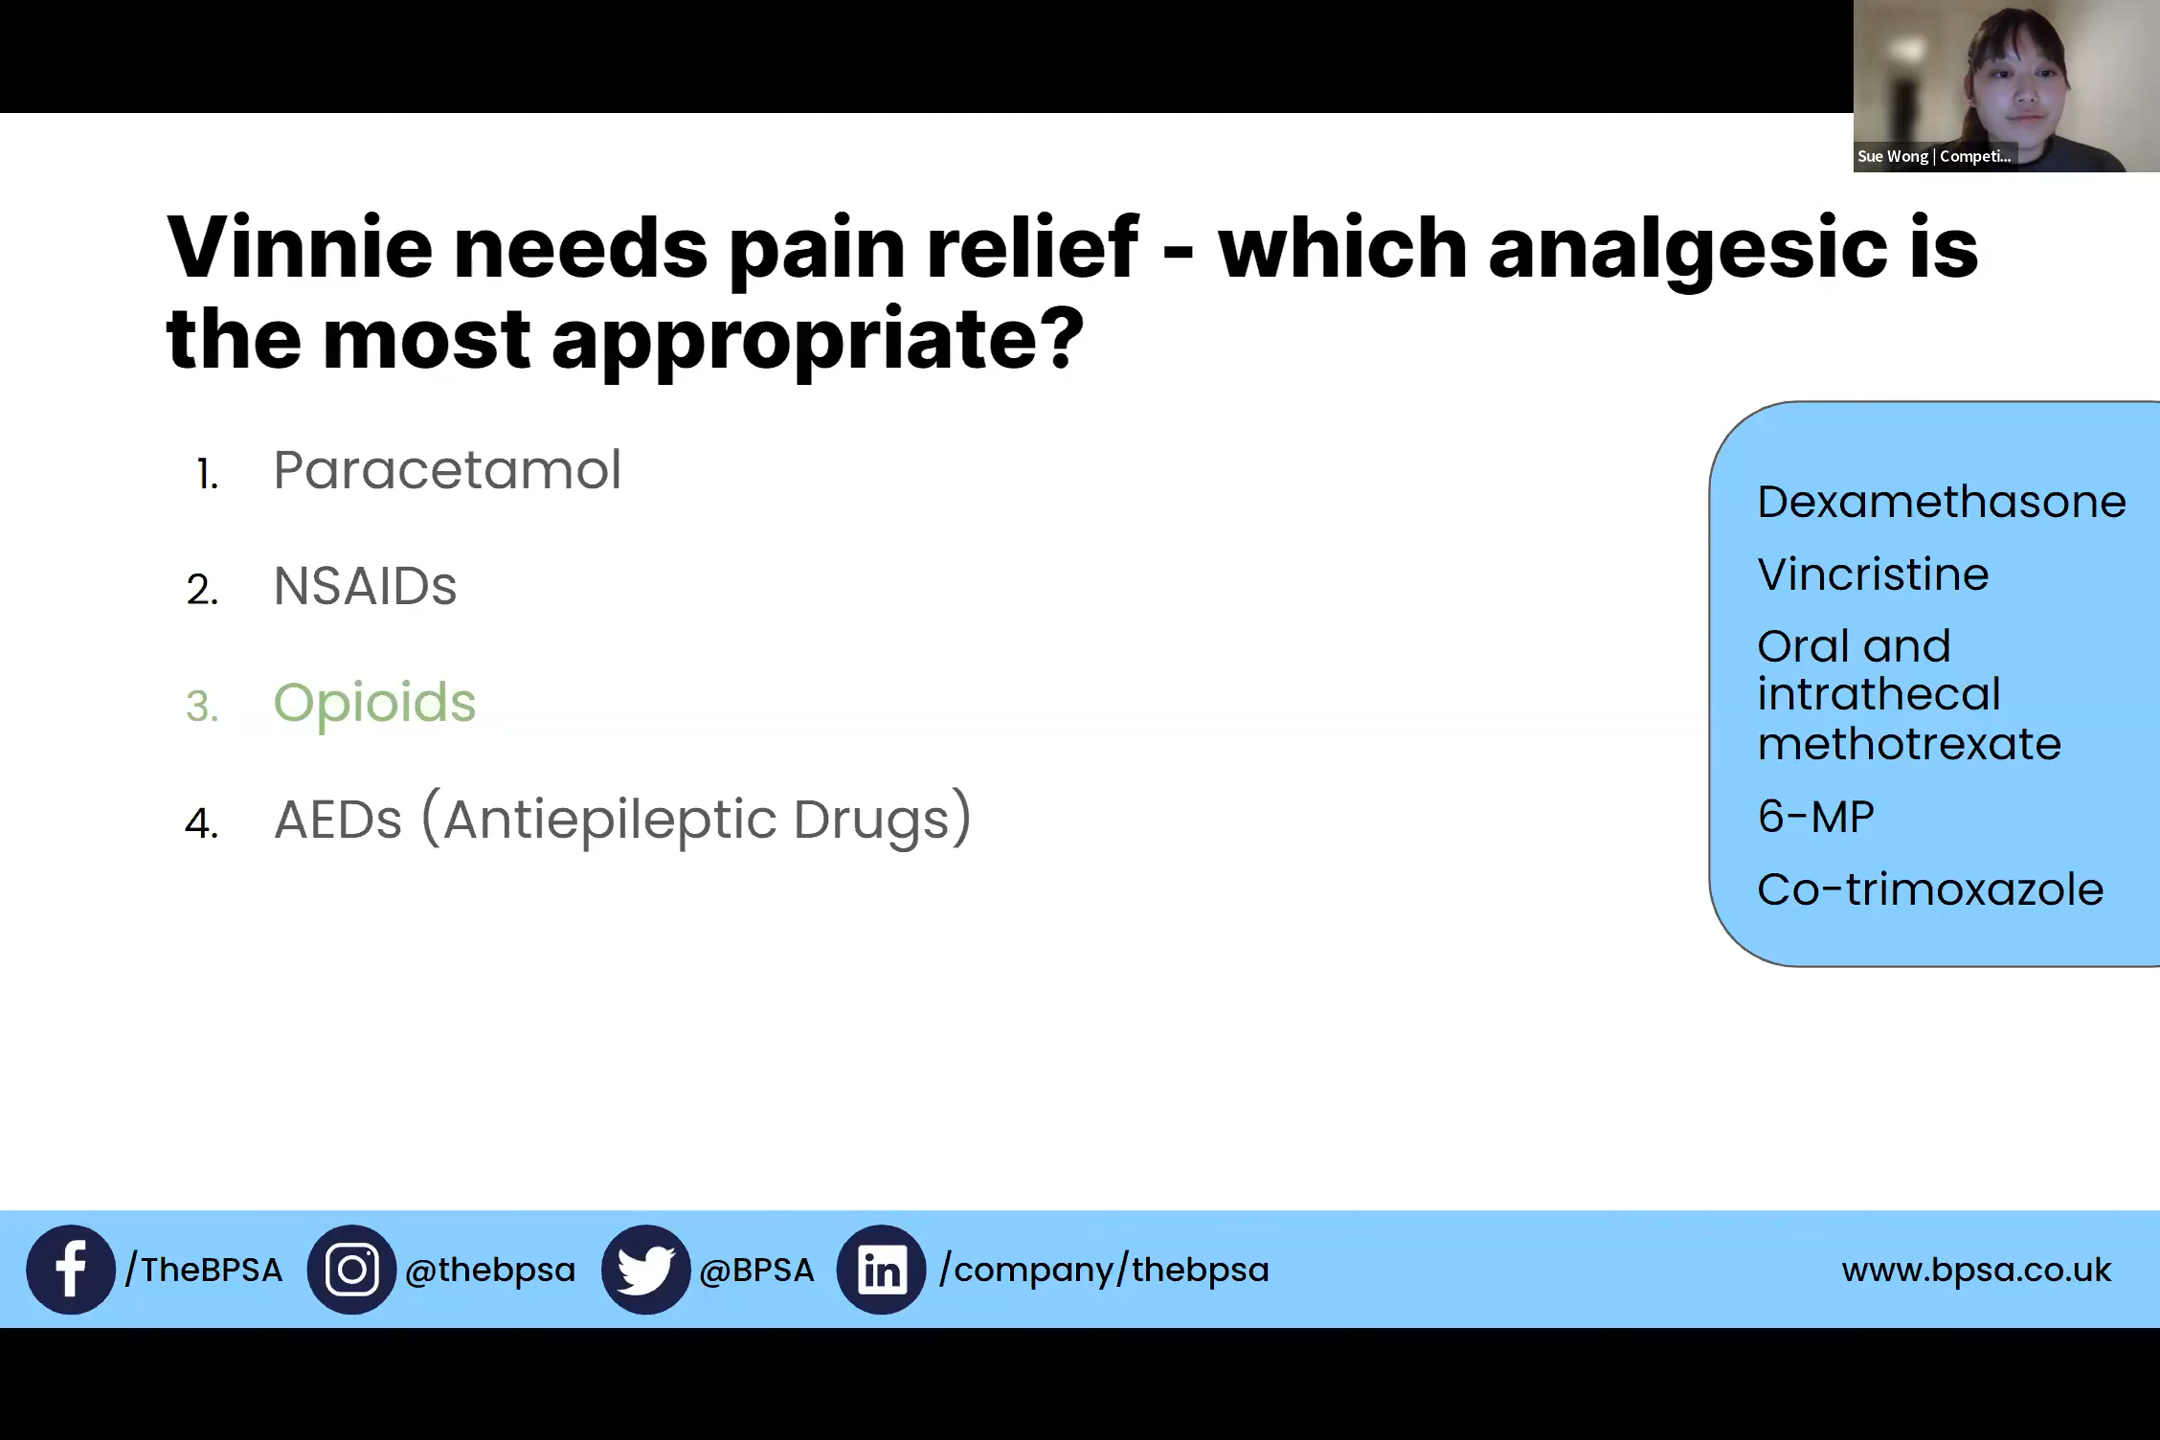 Sue Wong | Competi...
Vinnie needs pain relief - which analgesic is
the most appropriate?
1. Paracetamol
2. NSAIDs
3. Opioids
4. AEDs (Antiepileptic Drugs)
Dexamethasone
Vincristine
Oral and
intrathecal
methotrexate
6-MP
Co-trimoxazole
/TheBPSA @thebpsa @BPSA /company/thebpsa www.bpsa.co.uk